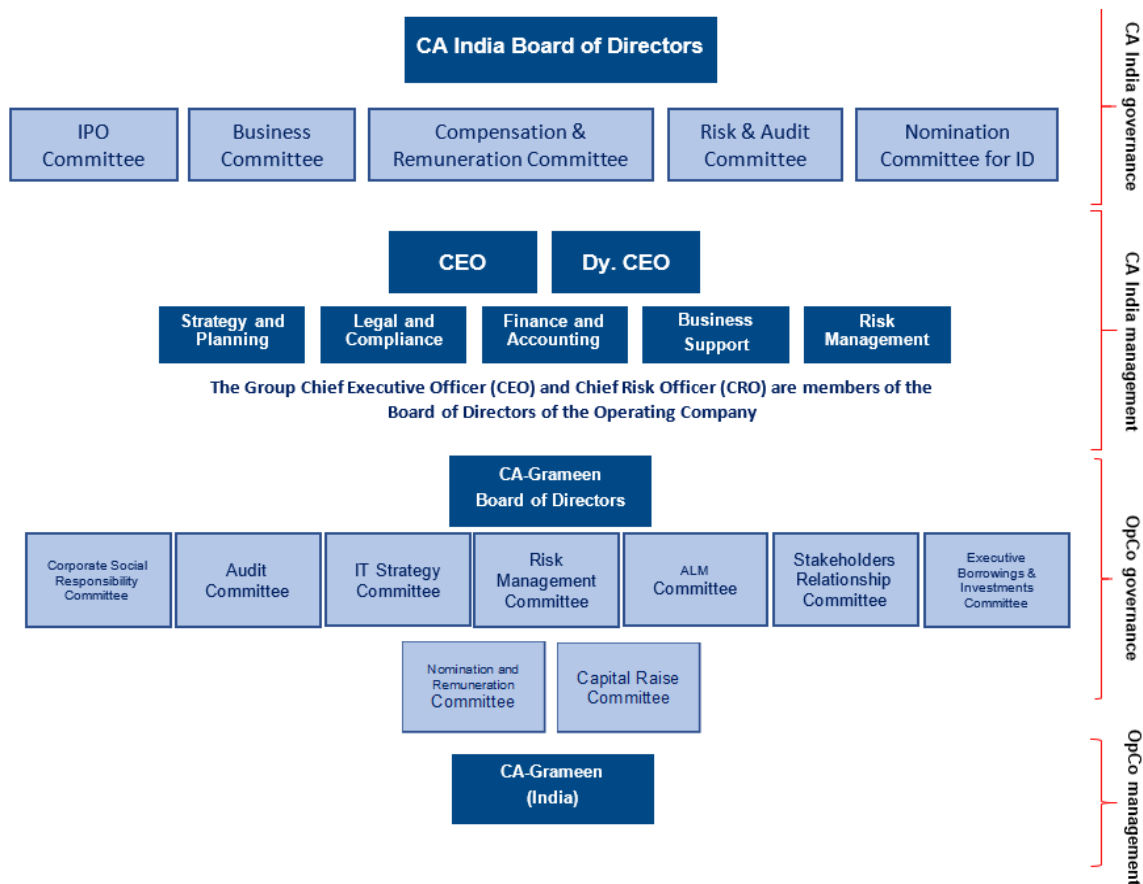 CA India Board of Directors
IPO
Committee
Business
Committee
Compensation &
Remuneration Committee
Risk & Audit
Committee
Nomination
Committee for ID
CA India governance
CEO
Dy. CEO
Strategy and
Planning
Legal and
Compliance
Finance and
Accounting
Business
Support
Risk
Management
The Group Chief Executive Officer (CEO) and Chief Risk Officer (CRO) are members of the
Board of Directors of the Operating Company
CA India management
CA-Grameen
Board of Directors
Corporate Social
Responsibility
Committee
Audit
Committee
IT Strategy
Committee
Risk
Management
Committee
ALM
Committee
Stakeholders
Relationship
Committee
Executive
Borrowings &
Investments
Committee
Nomination and
Remuneration
Committee
Capital Raise
Committee
OpCo governance
CA-Grameen
(India)
OpCo management